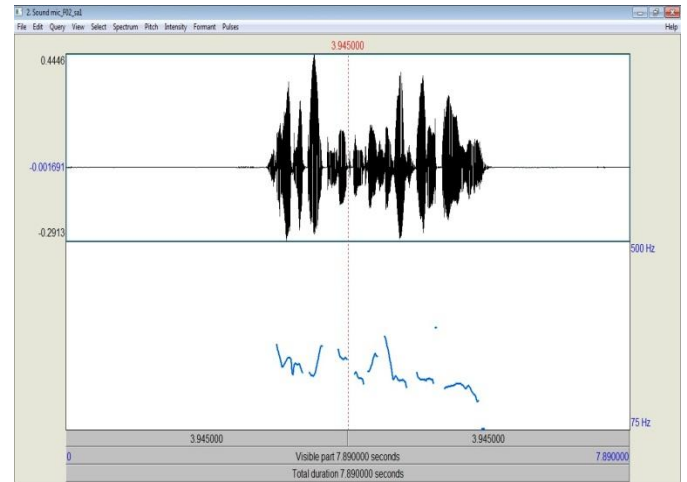 2. Sound mic_F02_sa1
File Edit Query View Select Spectrum Pitch Intensity Formant Pulses Help
3.945000
0.4446
-0.001691
-0.2913
500 Hz
75 Hz
3.945000 3.945000
0 Visible part 7.890000 seconds 7.890000
Total duration 7.890000 seconds